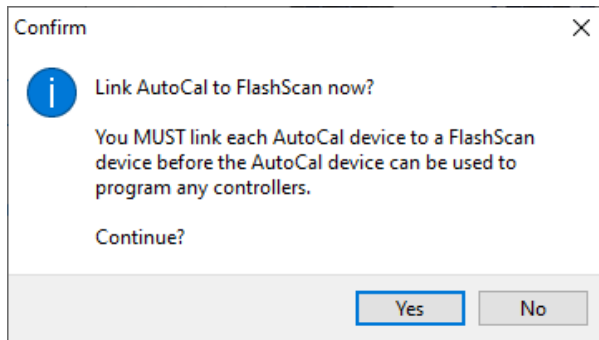 Confirm
Link AutoCal to FlashScan now?
You MUST link each AutoCal device to a FlashScan
device before the AutoCal device can be used to
program any controllers.
Continue?
Yes
No